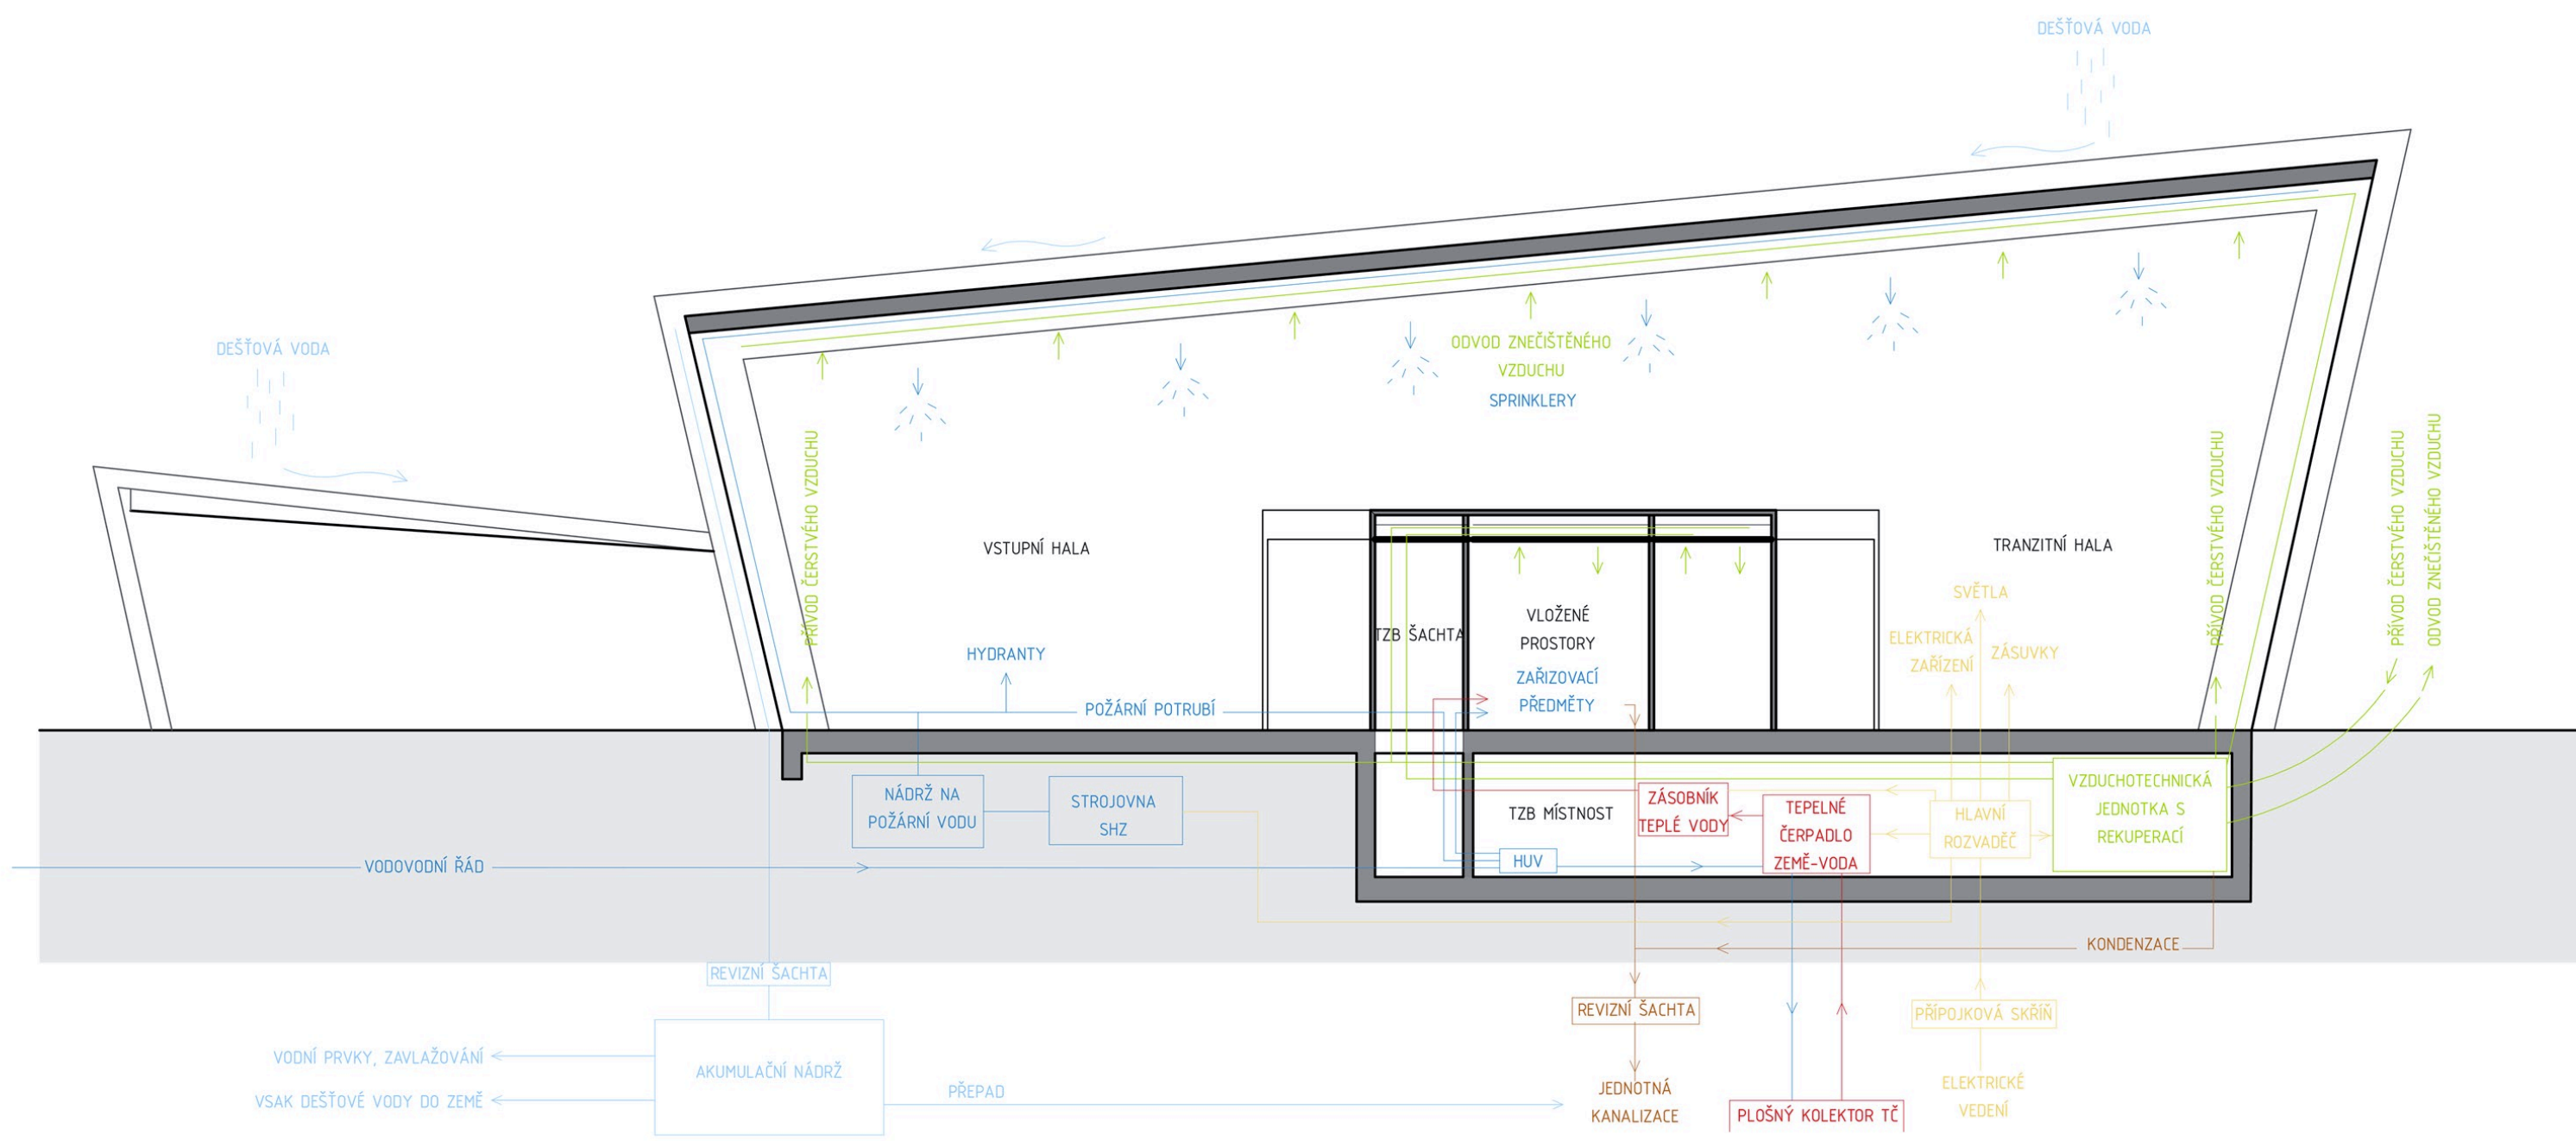 DEŠŤOVÁ VODA
DEŠŤOVÁ VODA
ODVOD ZNEČIŠTĚNÉHO
VZDUCHU
SPRINKLERY
PŘÍVOD ČERSTVÉHO VZDUCHU
VSTUPNÍ HALA
HYDRANTY
POŽÁRNÍ POTRUBÍ
TZB ŠACHTA
VLOŽENÉ
PROSTORY
ZAŘIZOVACÍ
PŘEDMĚTY
TRANZITNÍ HALA
SVĚTLA
ELEKTRICKÁ
ZAŘÍZENÍ
ZÁSUVKY
PŘÍVOD ČERSTVÉHO VZDUCHU
PŘÍVOD ČERSTVÉHO VZDUCHU
ODVOD ZNEČIŠTĚNÉHO VZDUCHU
NÁDRŽ NA
POŽÁRNÍ VODU
STROJOVNA
SHZ
TZB MÍSTNOST
ZÁSOBNÍK
TEPLÉ VODY
TEPELNÉ
ČERPADLO
ZEMĚ-VODA
HLAVNÍ
ROZVADĚČ
VZDUCHOTECHNICKÁ
JEDNOTKA S
REKUPERACÍ
VODOVODNÍ ŘÁD
HUV
KONDENZACE
REVIZNÍ ŠACHTA
REVIZNÍ ŠACHTA
PŘÍPOJKOVÁ SKŘÍŇ
VODNÍ PRVKY, ZAVLAŽOVÁNÍ
AKUMULAČNÍ NÁDRŽ
VSAK DEŠŤOVÉ VODY DO ZEMĚ
PŘEPAD
JEDNOTNÁ
KANALIZACE
PLOŠNÝ KOLEKTOR TČ
ELEKTRICKÉ
VEDENÍ